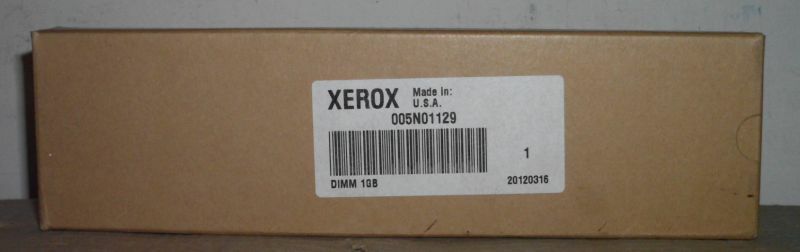 XEROX Made in:
U.S.A.
005N01129
1
DIMM 1GB 20120316